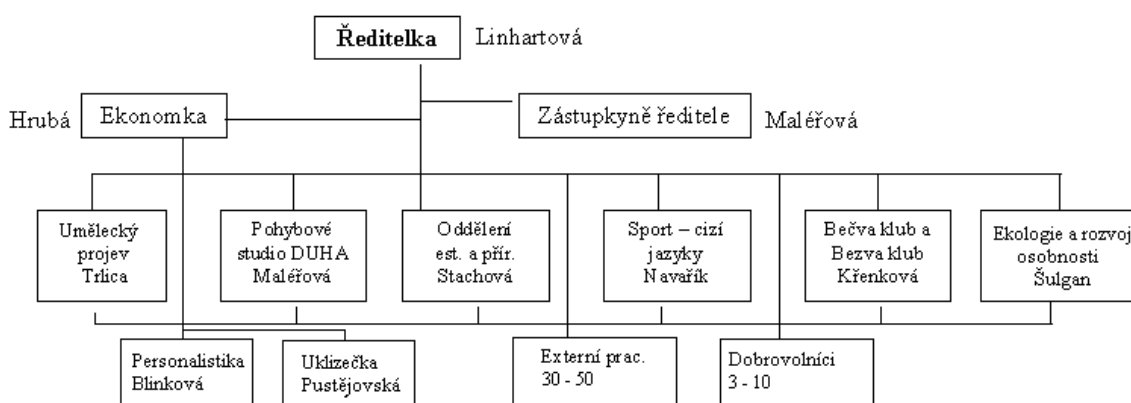 Ředitelka
Linhartová
Hrubá
Ekonomka
Zástupkyně ředitele
Maléřová
Umělecký
projev
Trlica
Pohybové
studio DUHA
Maléřová
Oddělení
est. a přír.
Stachová
Sport – cizí
jazyky
Navařík
Bečva klub a
Bezva klub
Křenková
Ekologie a rozvoj
osobnosti
Šulgan
Personalistika
Blinková
Uklizečka
Pustějovská
Externí prac.
30 - 50
Dobrovolníci
3 - 10